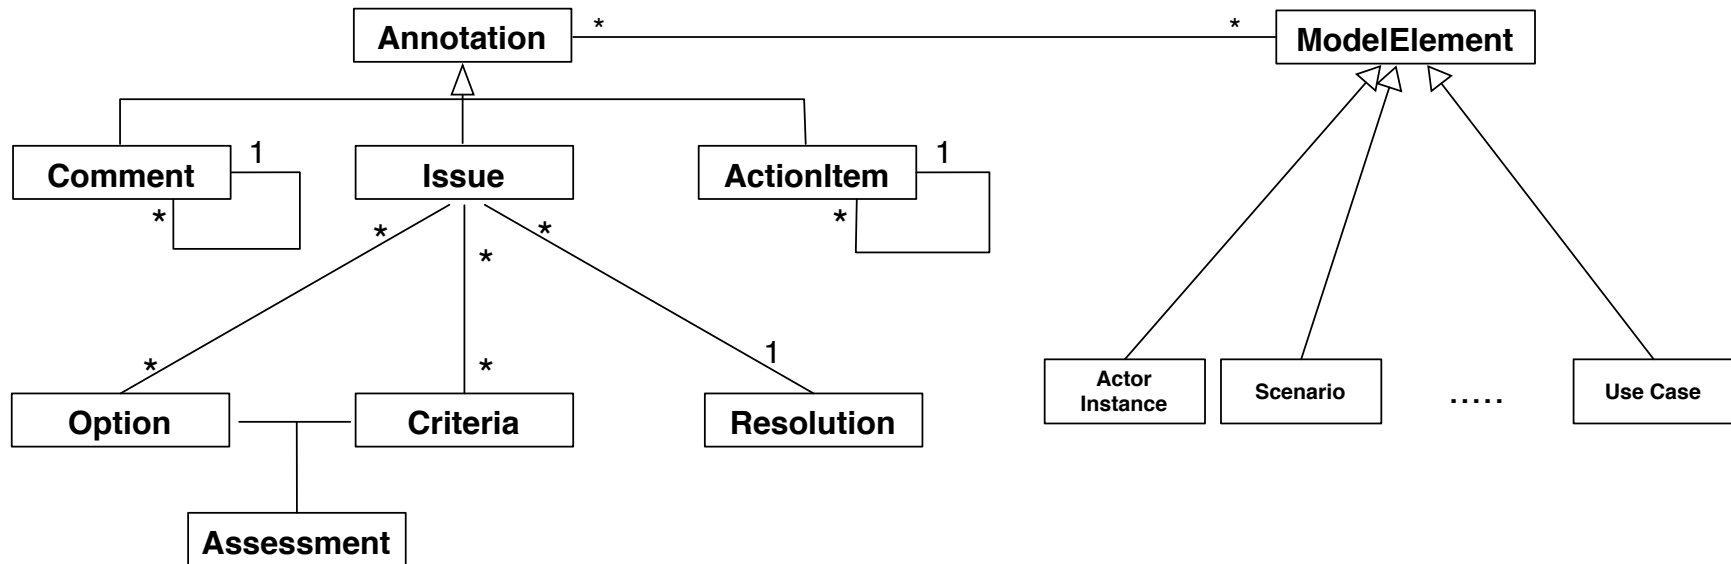 Annotation
*
*
ModelElement
Comment
1
*
Issue
ActionItem
1
*
*
*
*
*
*
1
Option
Criteria
Resolution
Actor
Instance
Scenario
.....
Use Case
Assessment